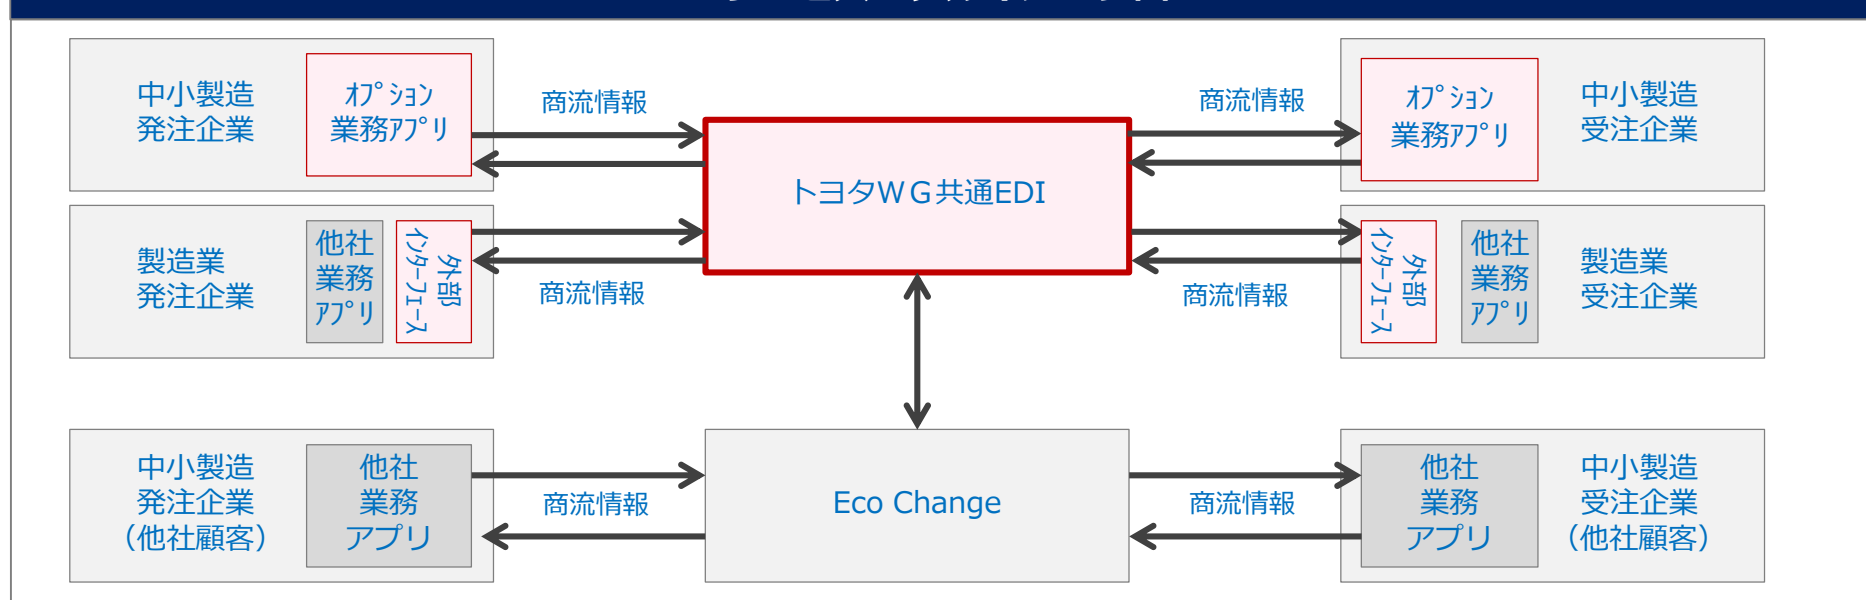 中小製造
発注企業
ｵﾌﾟｼｮﾝ
業務ｱﾌﾟﾘ
商流情報
トヨタＷＧ共通EDI
商流情報
ｵﾌﾟｼｮﾝ
業務ｱﾌﾟﾘ
中小製造
受注企業
製造業
発注企業
他社
業務
ｱﾌﾟﾘ
外部
ｲﾝﾀｰﾌｪｰｽ
商流情報
商流情報
外部
ｲﾝﾀｰﾌｪｰｽ
他社
業務
ｱﾌﾟﾘ
製造業
受注企業
中小製造
発注企業
（他社顧客）
他社
業務
アプリ
商流情報
Eco Change
商流情報
他社
業務
アプリ
中小製造
受注企業
（他社顧客）